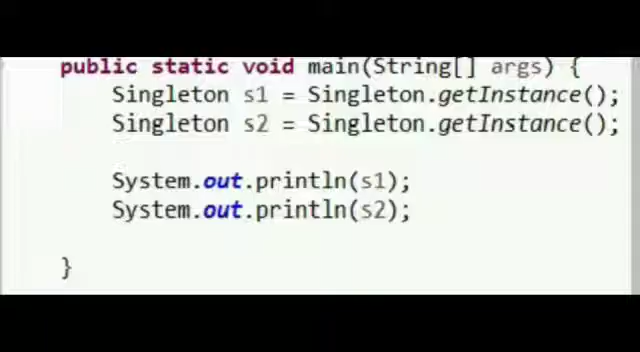 public static void main(String[] args) {
Singleton s1 = Singleton.getInstance();
Singleton s2 = Singleton.getInstance();
System.out.println(s1);
System.out.println(s2);
}